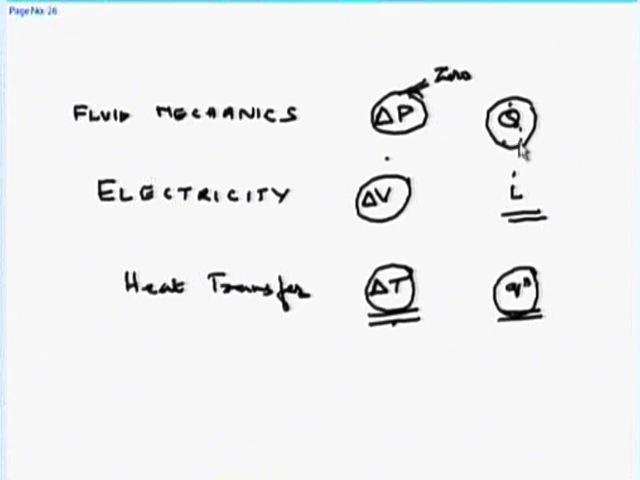 Page No: 26
Zero
FLUID MECHANICS ΔP Q
ELECTRICITY ΔV i
Heat Transfer ΔT q"